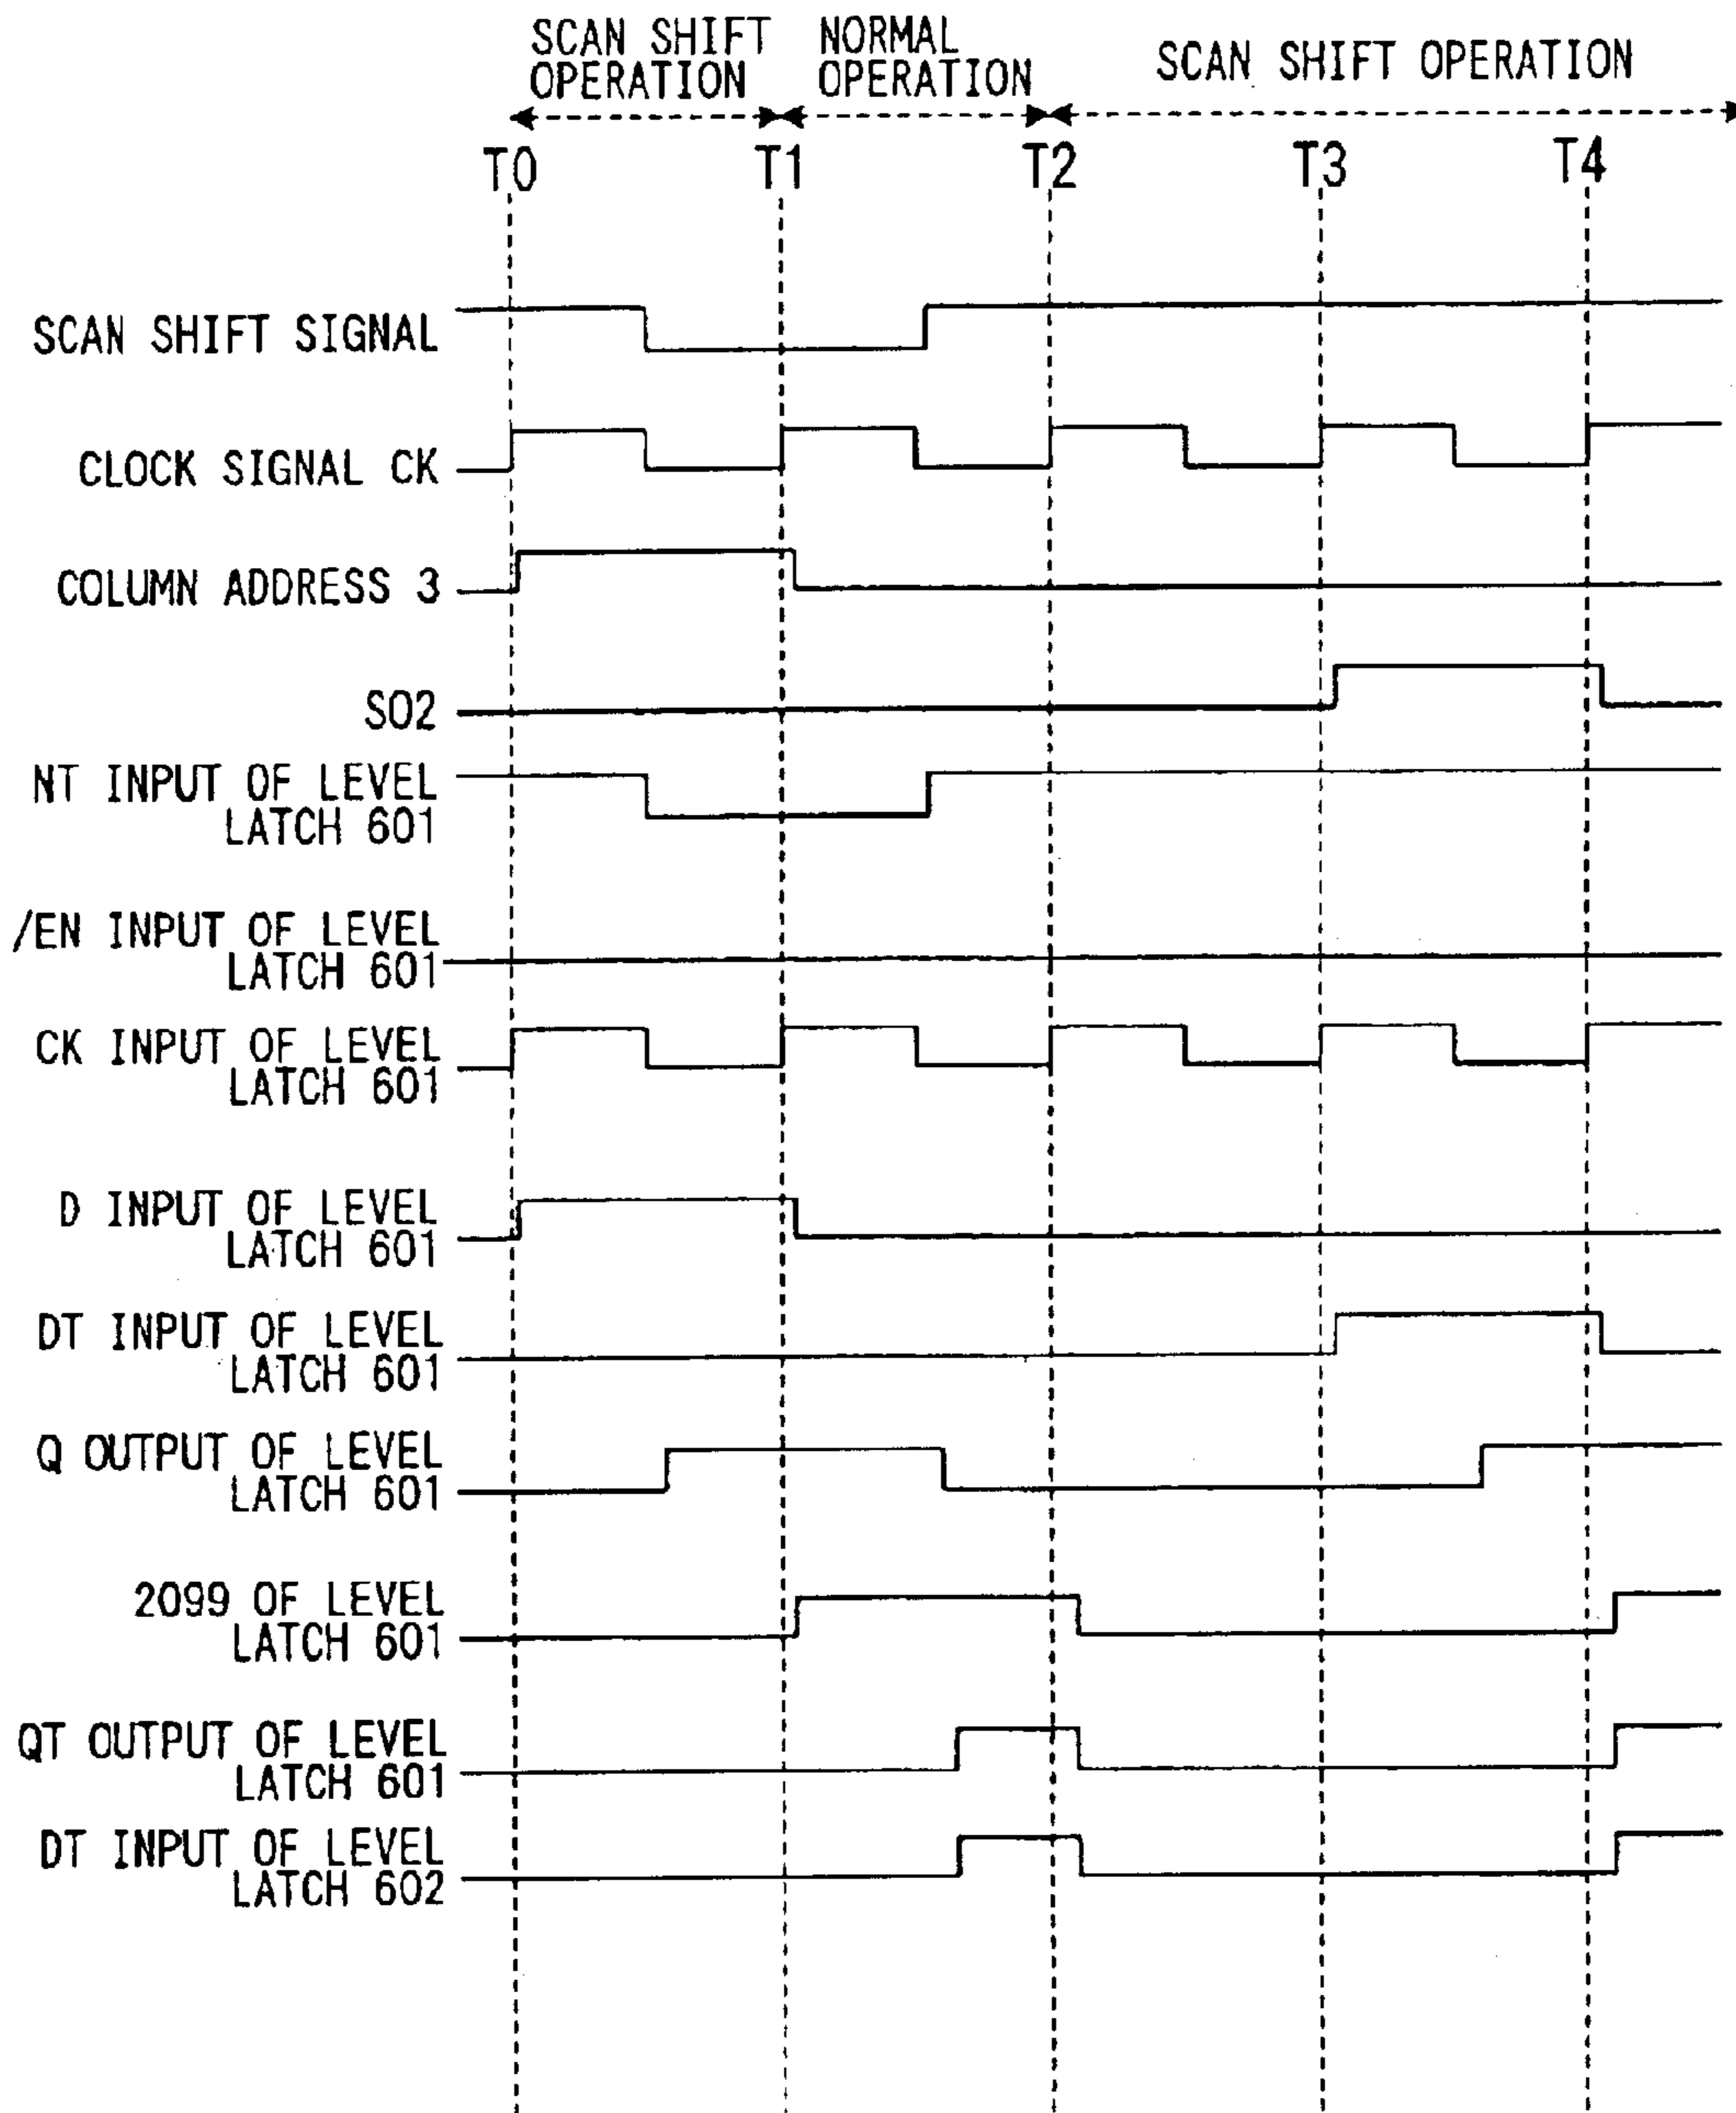 SCAN SHIFT
OPERATION
NORMAL
OPERATION
SCAN SHIFT OPERATION
T0
T1
T2
T3
T4
SCAN SHIFT SIGNAL
CLOCK SIGNAL CK
COLUMN ADDRESS 3
SO2
NT INPUT OF LEVEL
LATCH 601
/EN INPUT OF LEVEL
LATCH 601
CK INPUT OF LEVEL
LATCH 601
D INPUT OF LEVEL
LATCH 601
DT INPUT OF LEVEL
LATCH 601
Q OUTPUT OF LEVEL
LATCH 601
2099 OF LEVEL
LATCH 601
QT OUTPUT OF LEVEL
LATCH 601
DT INPUT OF LEVEL
LATCH 602